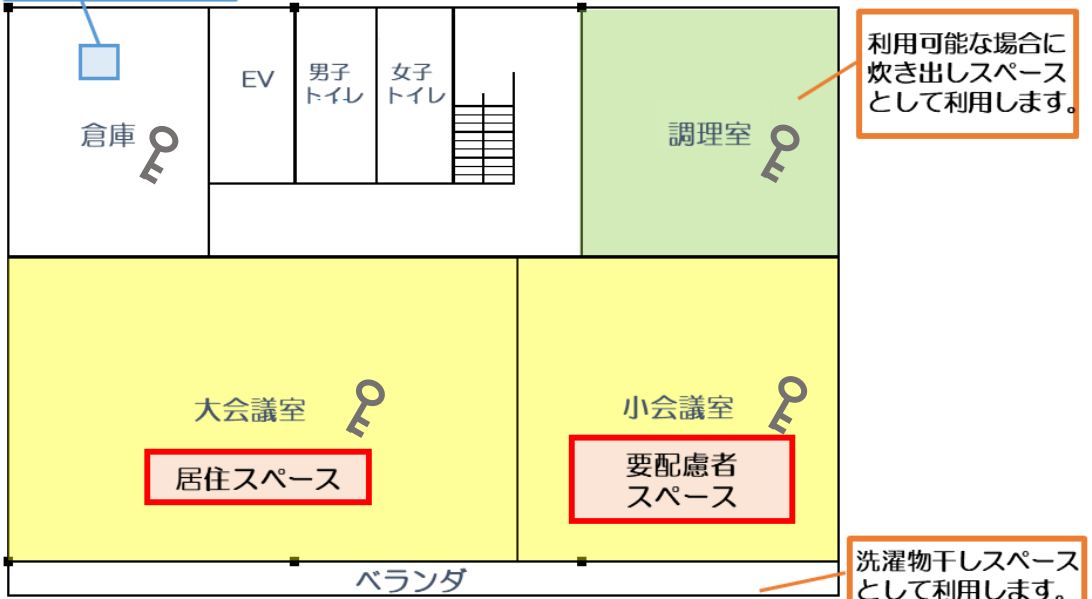 利用可能な場合に
炊き出しスペース
として利用します。
EV
男子
トイレ
女子
トイレ
倉庫
調理室
大会議室
居住スペース
小会議室
要配慮者
スペース
ベランダ
洗濯物干しスペース
として利用します。